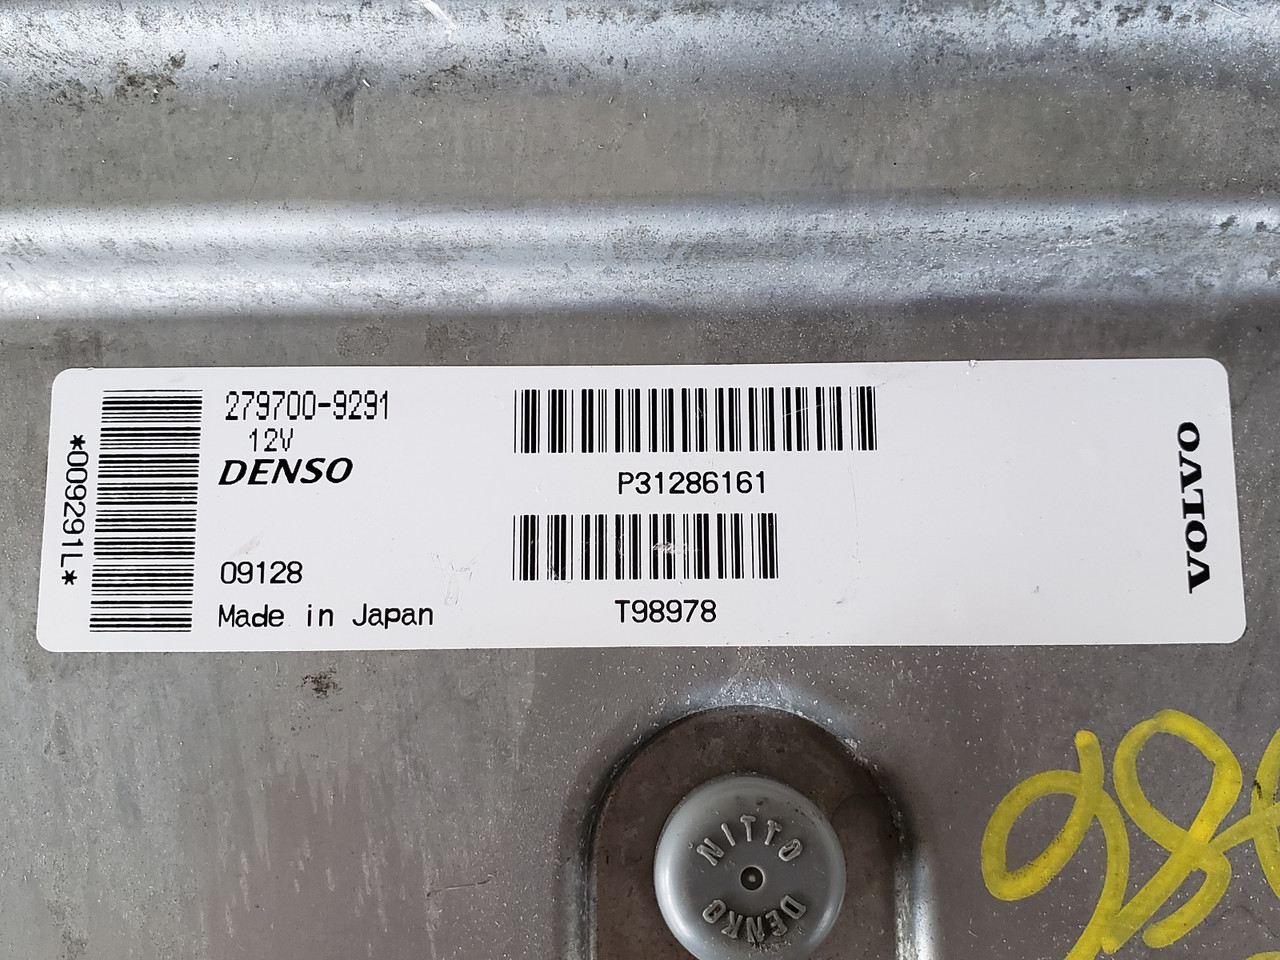 *009291L*
279700-9291
12V
DENSO
09128
Made in Japan
P31286161
T98978
VOLVO
NITTO
DENKO